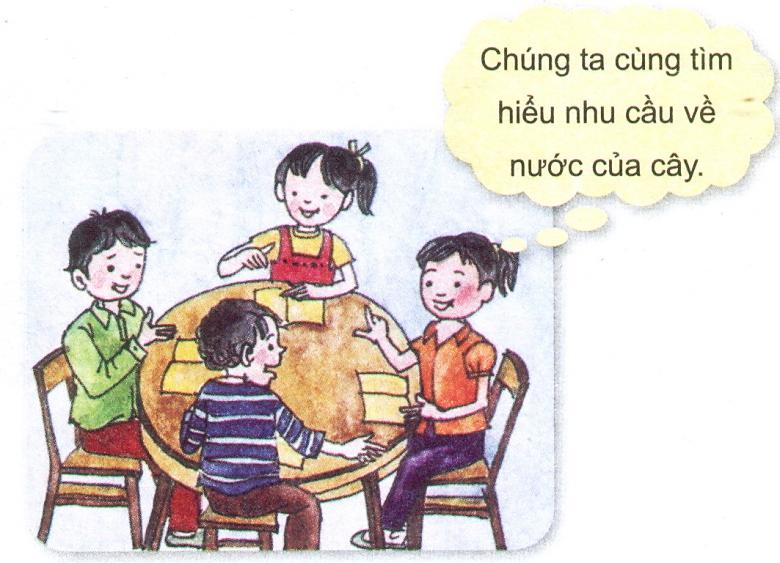 Chúng ta cùng tìm
hiểu nhu cầu về
nước của cây.